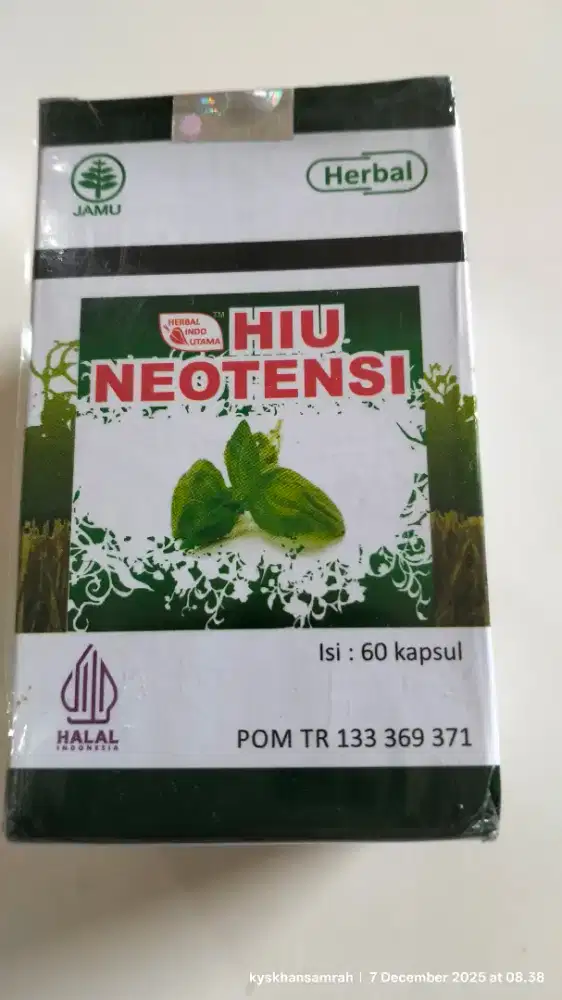 JAMU
Herbal
HERBAL
INDO
UTAMA
TM
HIU
NEOTENSI
Isi : 60 kapsul
HALAL
INDONESIA
POM TR 133 369 371
kyskhansamrah | 7 December 2025 at 08.38